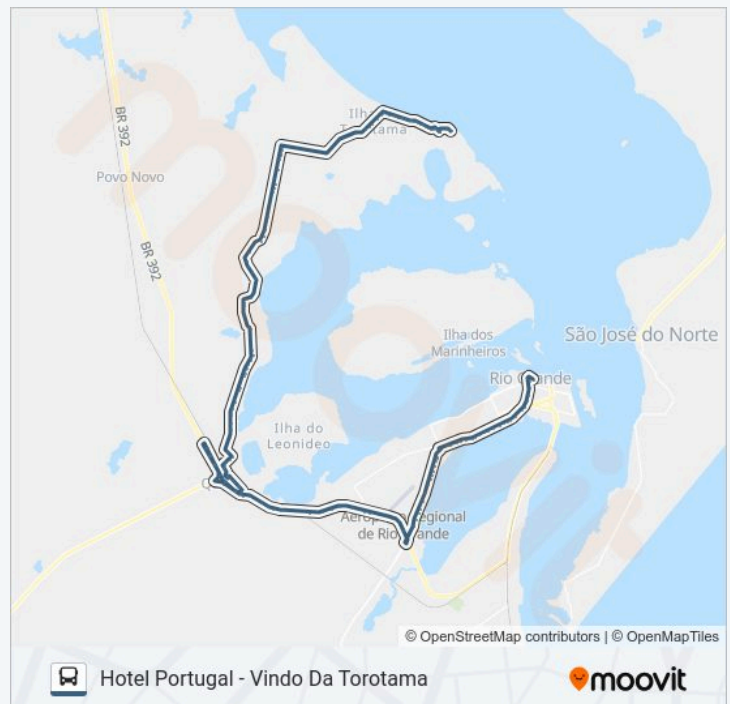 BR 392
Ilha da
Torotama
Povo Novo
BR 392
Ilha dos
Marinheiros
São José do Norte
Rio Grande
Ilha do
Leonideo
Aeroporto Regional
de Rio Grande
© OpenStreetMap contributors | © OpenMapTiles
Hotel Portugal - Vindo Da Torotama
moovit